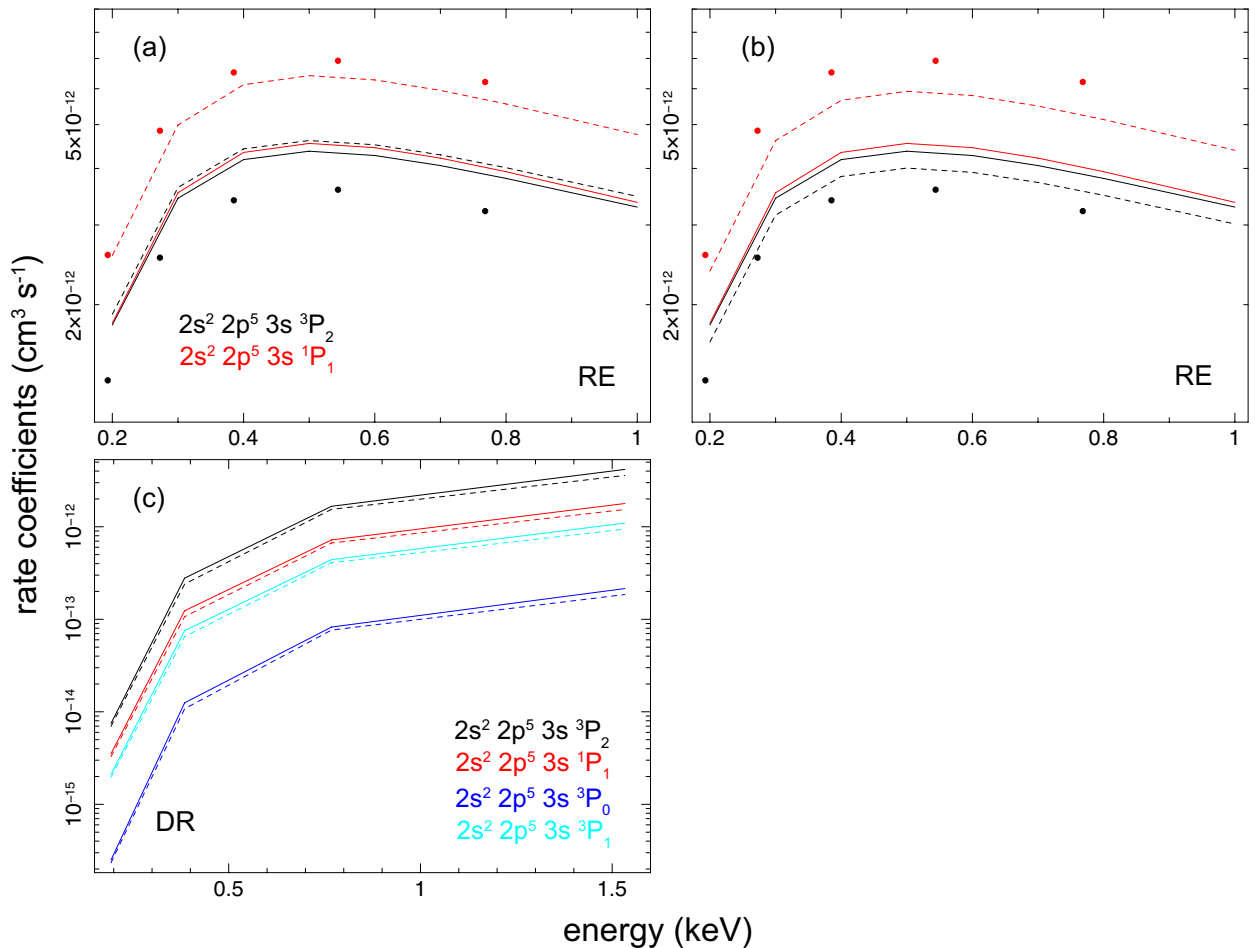 (a)
(b)
5×10⁻¹²
2×10⁻¹²
5×10⁻¹²
2×10⁻¹²
2s² 2p⁵ 3s ³P₂
2s² 2p⁵ 3s ¹P₁
RE
RE
0.2 0.4 0.6 0.8 1
0.2 0.4 0.6 0.8 1
rate coefficients (cm³ s⁻¹)
(c)
10⁻¹²
10⁻¹³
10⁻¹⁴
10⁻¹⁵
2s² 2p⁵ 3s ³P₂
2s² 2p⁵ 3s ¹P₁
2s² 2p⁵ 3s ³P₀
2s² 2p⁵ 3s ³P₁
DR
0.5 1 1.5
energy (keV)